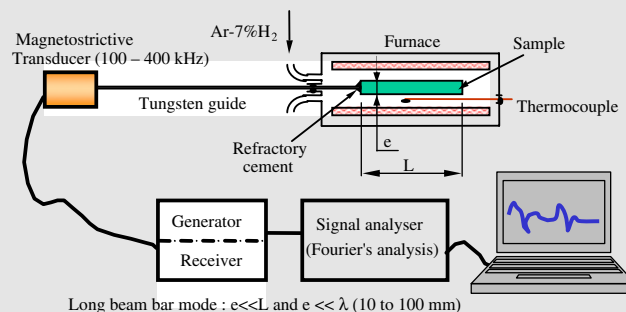 Magnetostrictive
Transducer (100 – 400 kHz)
Ar-7%H2
Furnace
Sample
Tungsten guide
Thermocouple
Refractory
cement
e
L
Generator
Receiver
Signal analyser
(Fourier's analysis)
Long beam bar mode : e<<L and e << λ (10 to 100 mm)